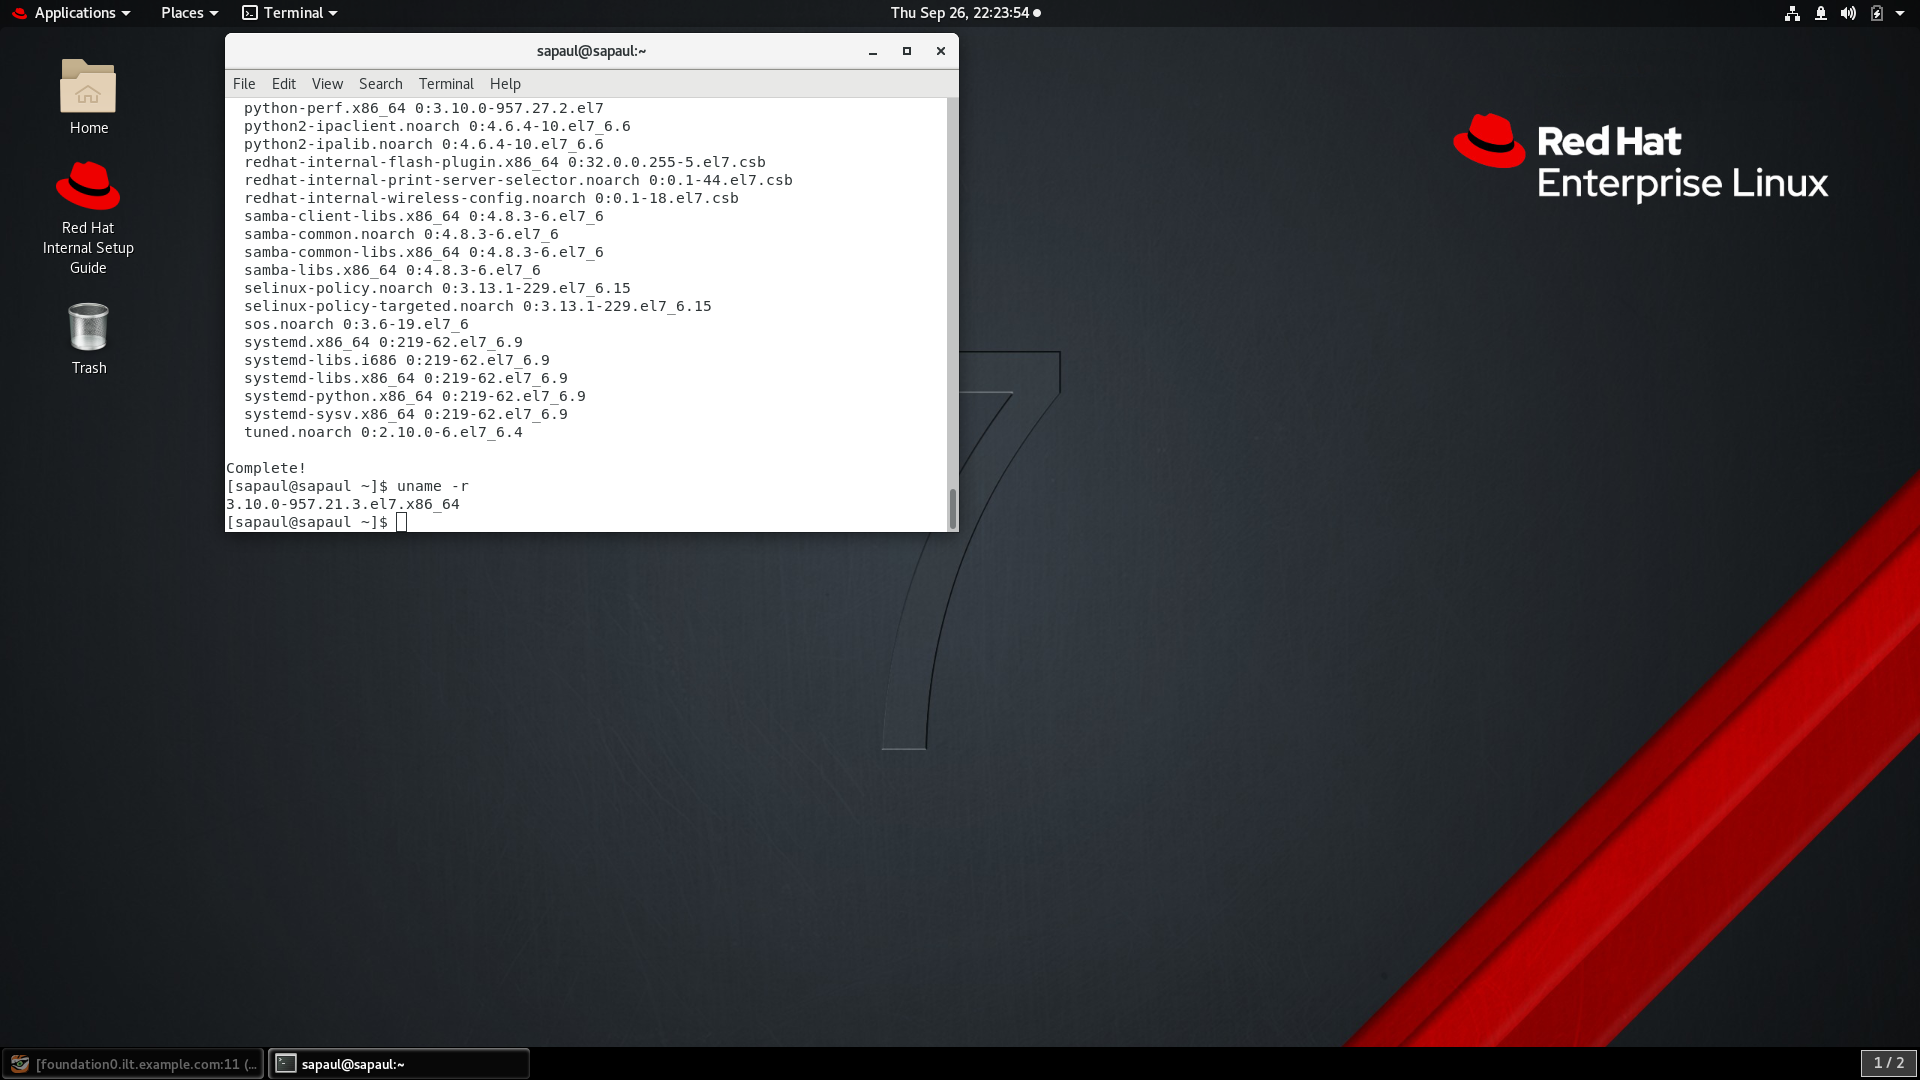 Applications
Places
Terminal
Thu Sep 26, 22:23:54
Home
Red Hat
Internal Setup
Guide
Trash
sapaul@sapaul:~
File Edit View Search Terminal Help
python-perf.x86_64 0:3.10.0-957.27.2.el7
python2-ipaclient.noarch 0:4.6.4-10.el7_6.6
python2-ipalib.noarch 0:4.6.4-10.el7_6.6
redhat-internal-flash-plugin.x86_64 0:32.0.0.255-5.el7.csb
redhat-internal-print-server-selector.noarch 0:0.1-44.el7.csb
redhat-internal-wireless-config.noarch 0:0.1-18.el7.csb
samba-client-libs.x86_64 0:4.8.3-6.el7_6
samba-common.noarch 0:4.8.3-6.el7_6
samba-common-libs.x86_64 0:4.8.3-6.el7_6
samba-libs.x86_64 0:4.8.3-6.el7_6
selinux-policy.noarch 0:3.13.1-229.el7_6.15
selinux-policy-targeted.noarch 0:3.13.1-229.el7_6.15
sos.noarch 0:3.6-19.el7_6
systemd.x86_64 0:219-62.el7_6.9
systemd-libs.i686 0:219-62.el7_6.9
systemd-libs.x86_64 0:219-62.el7_6.9
systemd-python.x86_64 0:219-62.el7_6.9
systemd-sysv.x86_64 0:219-62.el7_6.9
tuned.noarch 0:2.10.0-6.el7_6.4
Complete!
[sapaul@sapaul ~]$ uname -r
3.10.0-957.21.3.el7.x86_64
[sapaul@sapaul ~]$
Red Hat
Enterprise Linux
7
[foundation0.ilt.example.com:11 (...
sapaul@sapaul:~
1 / 2